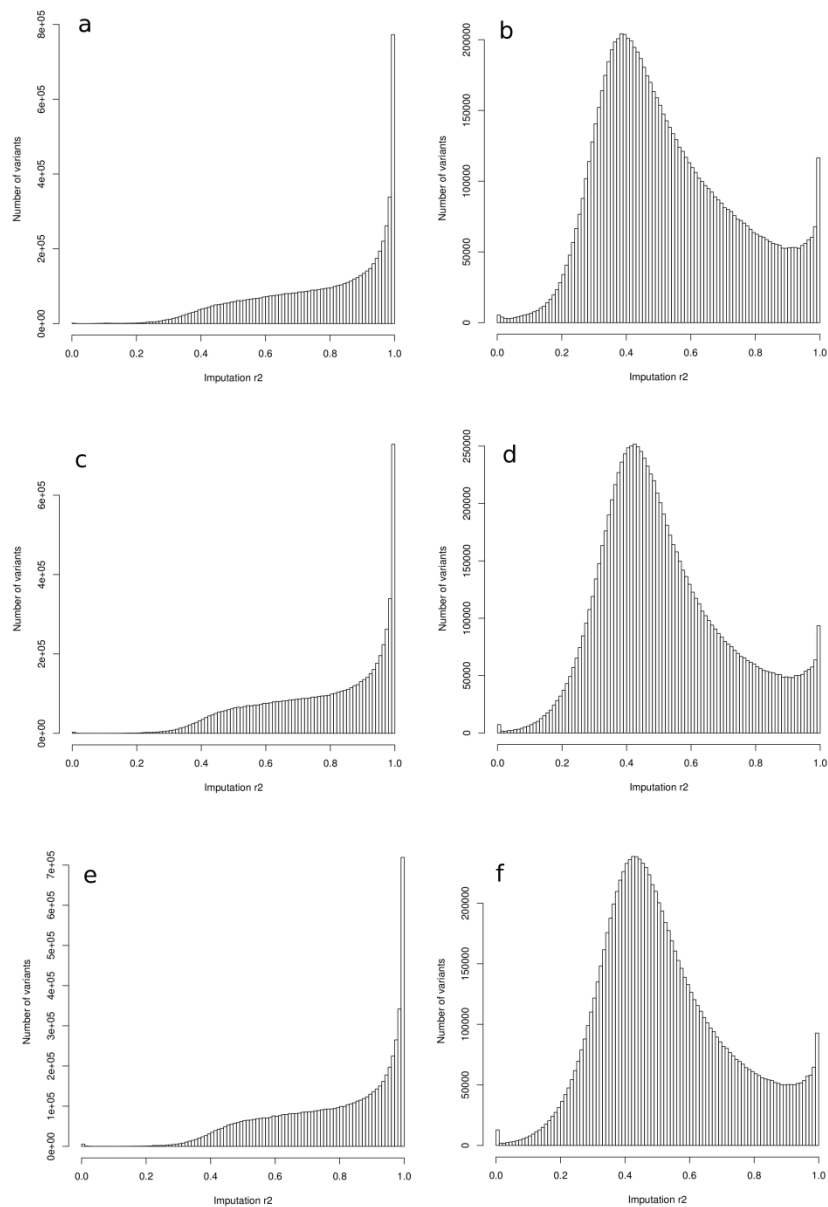 a
Number of variants
0e+00 2e+05 4e+05 6e+05 8e+05
0.0 0.2 0.4 0.6 0.8 1.0
Imputation r2
b
Number of variants
0 50000 100000 150000 200000
0.0 0.2 0.4 0.6 0.8 1.0
Imputation r2
c
Number of variants
0e+00 2e+05 4e+05 6e+05
0.0 0.2 0.4 0.6 0.8 1.0
Imputation r2
d
Number of variants
0 50000 100000 150000 200000 250000
0.0 0.2 0.4 0.6 0.8 1.0
Imputation r2
e
Number of variants
0e+00 1e+05 2e+05 3e+05 4e+05 5e+05 6e+05 7e+05
0.0 0.2 0.4 0.6 0.8 1.0
Imputation r2
f
Number of variants
0 50000 100000 150000 200000
0.0 0.2 0.4 0.6 0.8 1.0
Imputation r2